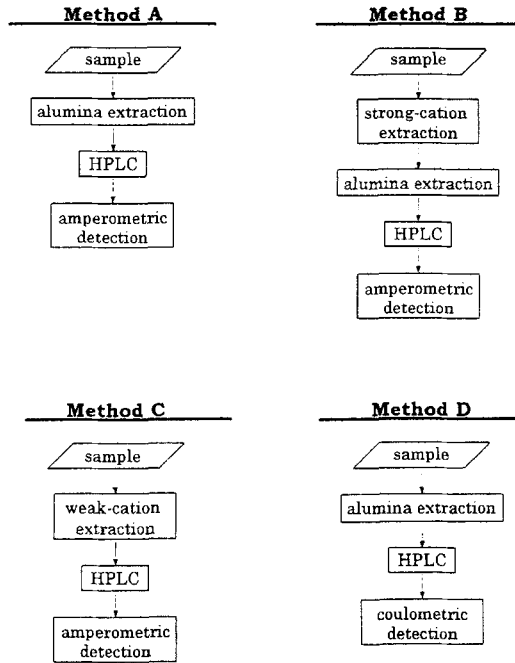 Method A
sample
alumina extraction
HPLC
amperometric
detection
Method B
sample
strong-cation
extraction
alumina extraction
HPLC
amperometric
detection
Method C
sample
weak-cation
extraction
HPLC
amperometric
detection
Method D
sample
alumina extraction
HPLC
coulometric
detection